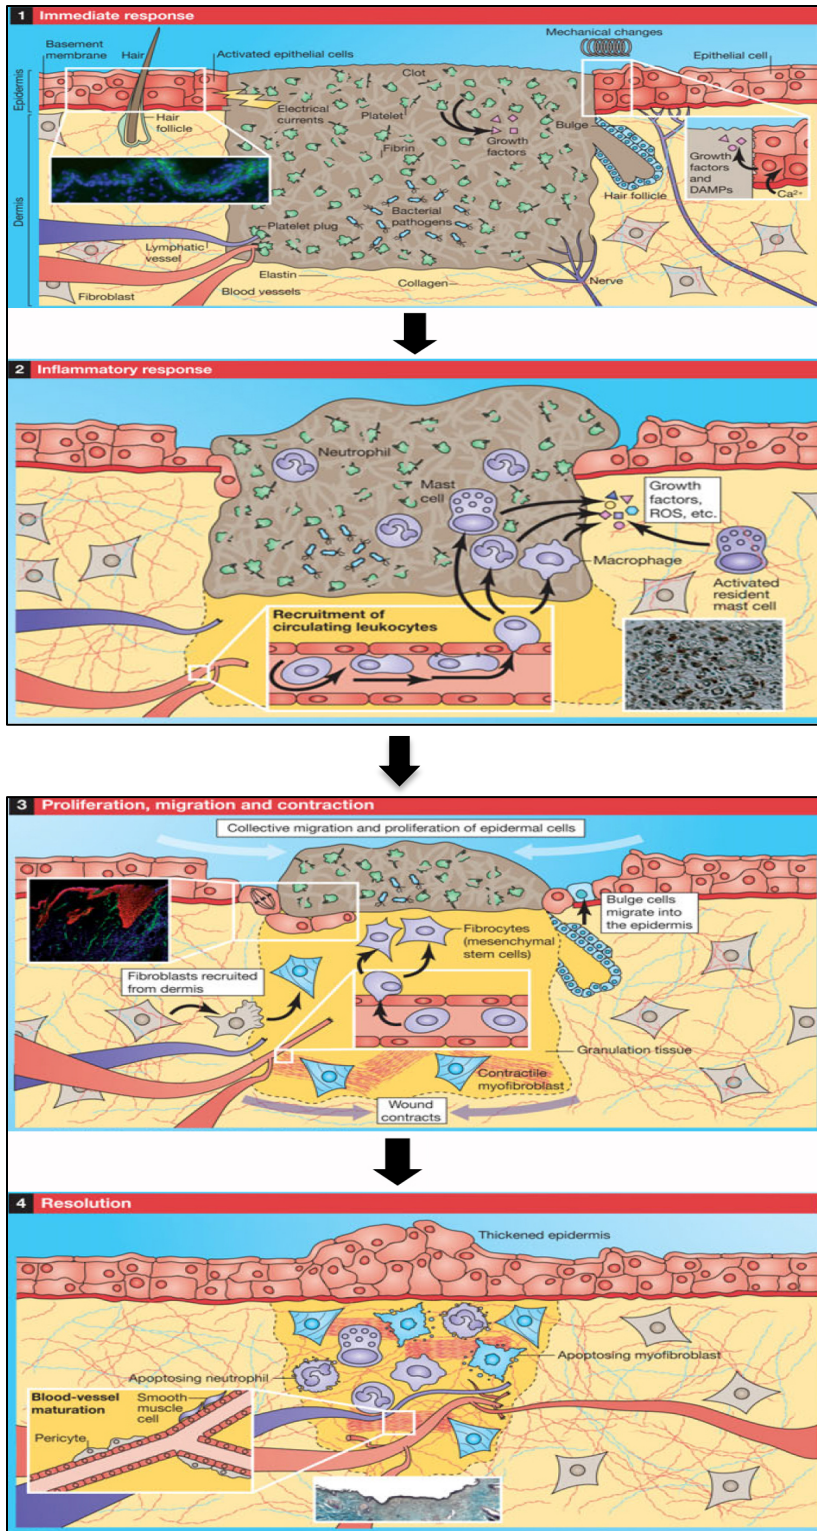 1 Immediate response
Mechanical changes
Basement
membrane
Hair
Activated epithelial cells
Clot
Epithelial cell
Epidermis
Electrical
currents
Platelet
Hair
follicle
Growth
factors
Bulge
Fibrin
Growth
factors
and
DAMPs
Ca2+
Hair follicle
Dermis
Bacterial
pathogens
Platelet plug
Lymphatic
vessel
Elastin
Collagen
Nerve
Fibroblast
Blood vessels
2 Inflammatory response
Neutrophil
Mast
cell
Growth
factors,
ROS, etc.
Macrophage
Activated
resident
mast cell
Recruitment of
circulating leukocytes
3 Proliferation, migration and contraction
Collective migration and proliferation of epidermal cells
Bulge cells
migrate into
the epidermis
Fibrocytes
(mesenchymal
stem cells)
Fibroblasts recruited
from dermis
Granulation tissue
Contractile
myofibroblast
Wound
contracts
4 Resolution
Thickened epidermis
Apoptosing myofibroblast
Apoptosing neutrophil
Blood-vessel
maturation
Smooth
muscle
cell
Pericyte